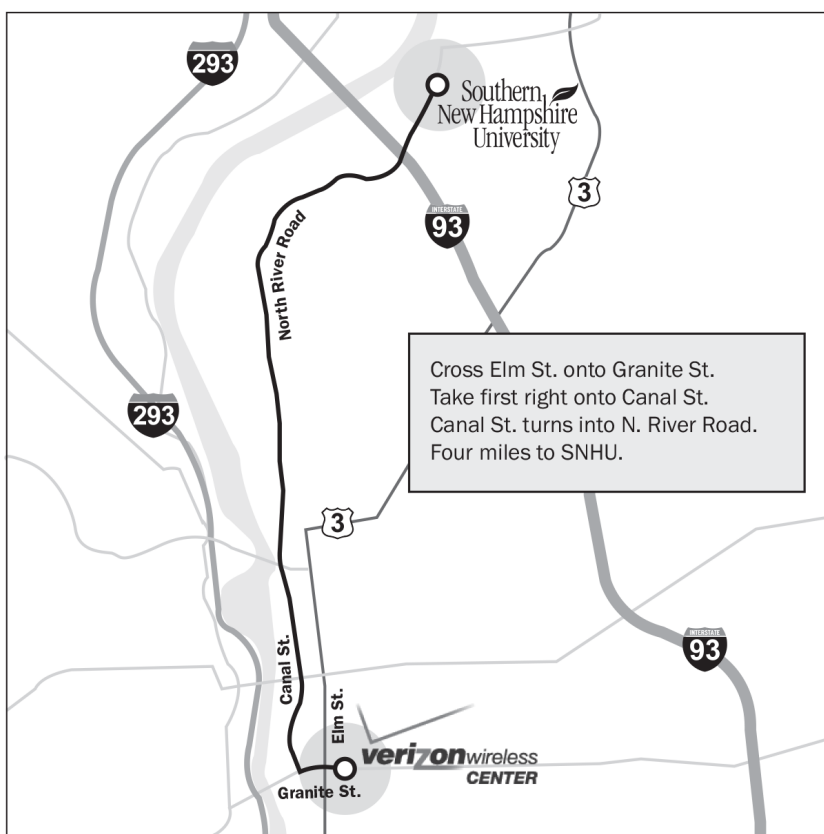 293
Southern
New Hampshire
University
3
INTERSTATE
93
North River Road
Cross Elm St. onto Granite St.
Take first right onto Canal St.
Canal St. turns into N. River Road.
Four miles to SNHU.
293
3
INTERSTATE
93
Canal St.
Elm St.
verizonwireless
CENTER
Granite St.